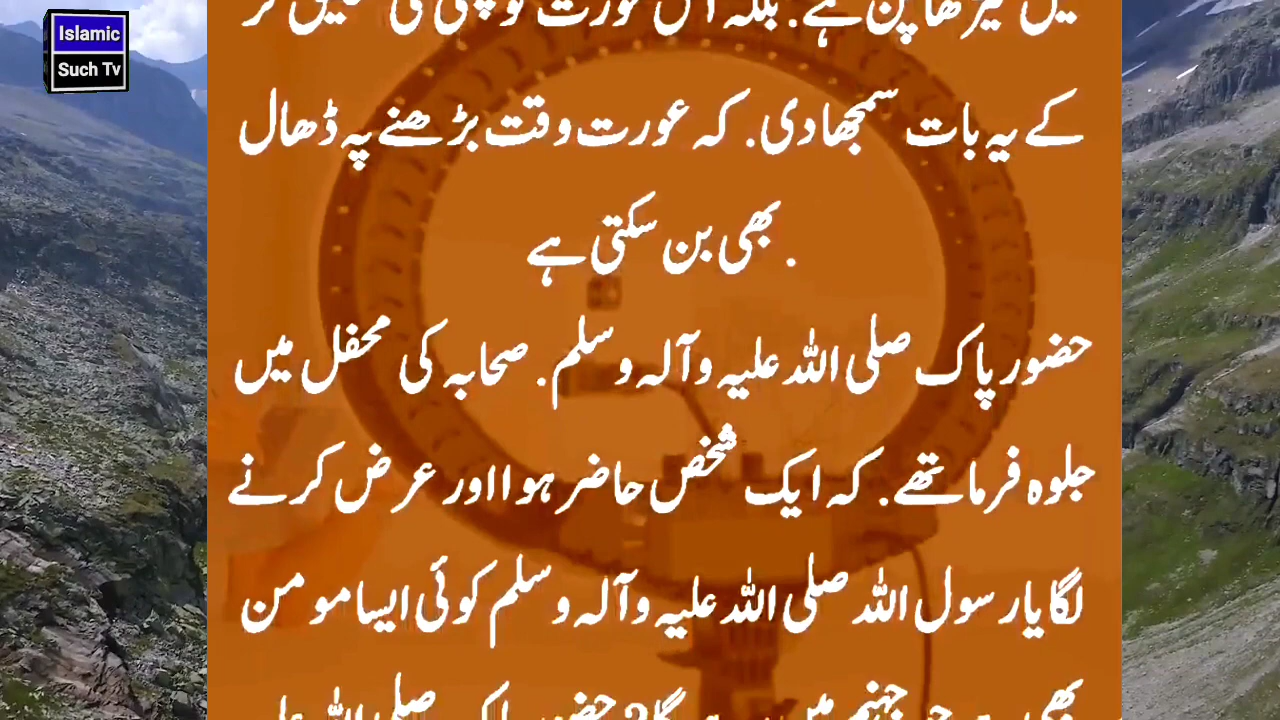 Islamic
Such Tv
کے یہ بات سمجھا دی. کہ عورت وقت بڑھنے پہ ڈھال
بھی بن سکتی ہے .
حضور پاک صلی اللہ علیہ وآلہ وسلم. صحابہ کی محفل میں
جلوہ فرما تھے. کہ ایک شخص حاضر ہوا اور عرض کرنے
لگا یا رسول اللہ صلی اللہ علیہ وآلہ وسلم کوئی ایسا مومن